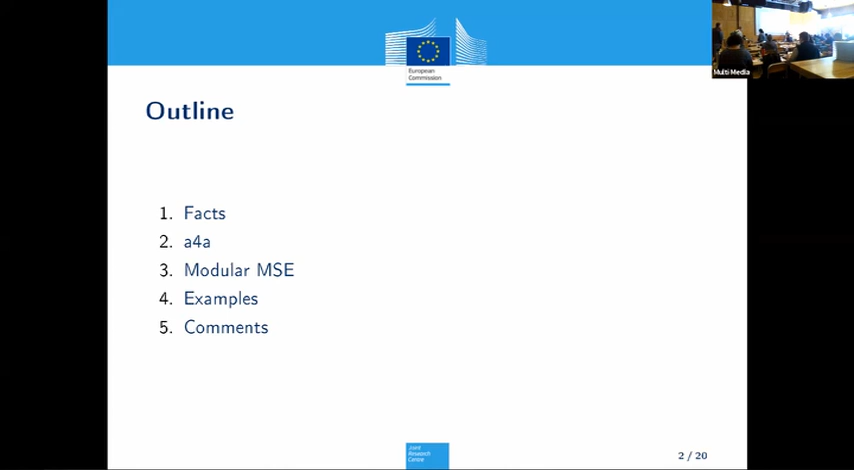 European
Commission
Multi Media
Outline
1. Facts
2. a4a
3. Modular MSE
4. Examples
5. Comments
Joint
Research
Centre
2 / 20